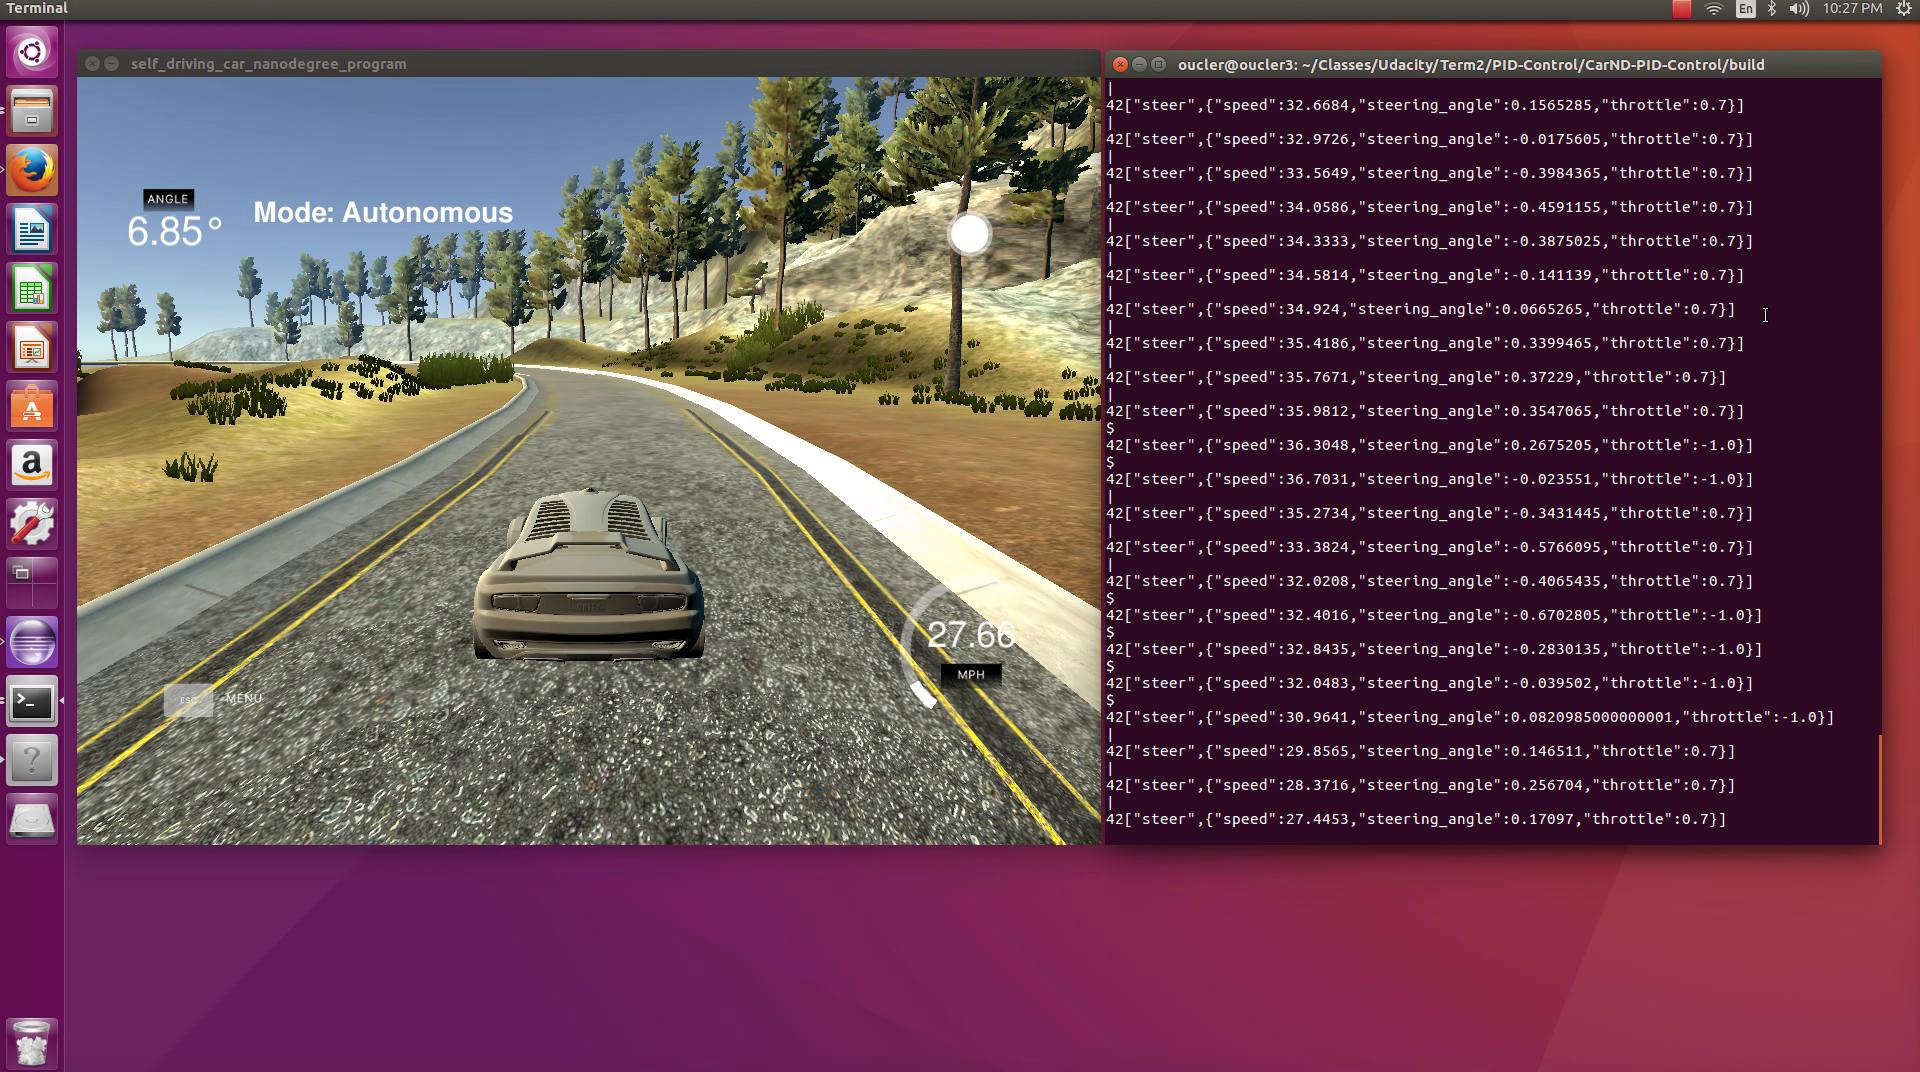 Terminal
En
10:27 PM
self_driving_car_nanodegree_program
ANGLE
6.85°
Mode: Autonomous
27.66
MPH
ESC
MENU
a
oucler@oucler3: ~/Classes/Udacity/Term2/PID-Control/CarND-PID-Control/build
|
42["steer",{"speed":32.6684,"steering_angle":0.1565285,"throttle":0.7}]
|
42["steer",{"speed":32.9726,"steering_angle":-0.0175605,"throttle":0.7}]
|
42["steer",{"speed":33.5649,"steering_angle":-0.3984365,"throttle":0.7}]
|
42["steer",{"speed":34.0586,"steering_angle":-0.4591155,"throttle":0.7}]
|
42["steer",{"speed":34.3333,"steering_angle":-0.3875025,"throttle":0.7}]
|
42["steer",{"speed":34.5814,"steering_angle":-0.141139,"throttle":0.7}]
|
42["steer",{"speed":34.924,"steering_angle":0.0665265,"throttle":0.7}]
|
42["steer",{"speed":35.4186,"steering_angle":0.3399465,"throttle":0.7}]
|
42["steer",{"speed":35.7671,"steering_angle":0.37229,"throttle":0.7}]
|
42["steer",{"speed":35.9812,"steering_angle":0.3547065,"throttle":0.7}]
$
42["steer",{"speed":36.3048,"steering_angle":0.2675205,"throttle":-1.0}]
$
42["steer",{"speed":36.7031,"steering_angle":-0.023551,"throttle":-1.0}]
|
42["steer",{"speed":35.2734,"steering_angle":-0.3431445,"throttle":0.7}]
|
42["steer",{"speed":33.3824,"steering_angle":-0.5766095,"throttle":0.7}]
|
42["steer",{"speed":32.0208,"steering_angle":-0.4065435,"throttle":0.7}]
$
42["steer",{"speed":32.4016,"steering_angle":-0.6702805,"throttle":-1.0}]
$
42["steer",{"speed":32.8435,"steering_angle":-0.2830135,"throttle":-1.0}]
$
42["steer",{"speed":32.0483,"steering_angle":-0.039502,"throttle":-1.0}]
$
42["steer",{"speed":30.9641,"steering_angle":0.0820985000000001,"throttle":-1.0}]
|
42["steer",{"speed":29.8565,"steering_angle":0.146511,"throttle":0.7}]
|
42["steer",{"speed":28.3716,"steering_angle":0.256704,"throttle":0.7}]
|
42["steer",{"speed":27.4453,"steering_angle":0.17097,"throttle":0.7}]